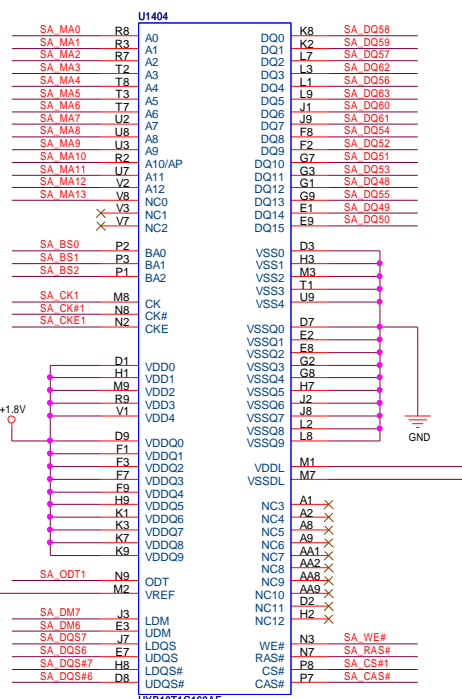 U1404
SA_MA0 R8 A0 DQ0 K8 SA_DQ58
SA_MA1 R3 A1 DQ1 K2 SA_DQ59
SA_MA2 R7 A2 DQ2 L7 SA_DQ57
SA_MA3 T2 A3 DQ3 L3 SA_DQ62
SA_MA4 T8 A4 DQ4 L1 SA_DQ56
SA_MA5 T3 A5 DQ5 L9 SA_DQ63
SA_MA6 T7 A6 DQ6 J1 SA_DQ60
SA_MA7 U2 A7 DQ7 J9 SA_DQ61
SA_MA8 U8 A8 DQ8 F8 SA_DQ54
SA_MA9 U3 A9 DQ9 F2 SA_DQ52
SA_MA10 R2 A10/AP DQ10 G7 SA_DQ51
SA_MA11 U7 A11 DQ11 G3 SA_DQ53
SA_MA12 V2 A12 DQ12 G1 SA_DQ48
SA_MA13 V8 NC0 DQ13 G9 SA_DQ55
V3 NC1 DQ14 E1 SA_DQ49
V7 NC2 DQ15 E9 SA_DQ50
SA_BS0 P2 BA0 VSS0 D3
SA_BS1 P3 BA1 VSS1 H3
SA_BS2 P1 BA2 VSS2 M3
VSS3 T1
SA_CK1 M8 CK VSS4 U9
SA_CK#1 N8 CK#
SA_CKE1 N2 CKE VSSQ0 D7
VSSQ1 E2
VSSQ2 E8
D1 VDD0 VSSQ3 G2
H1 VDD1 VSSQ4 G8
M9 VDD2 VSSQ5 H7
R9 VDD3 VSSQ6 J2
V1 VDD4 VSSQ7 J8
+1.8V
VSSQ8 L2
D9 VDDQ0 VSSQ9 L8
GND
F1 VDDQ1
F3 VDDQ2 VDDL M1
F7 VDDQ3 VSSDL M7
F9 VDDQ4
H9 VDDQ5 NC3 A1
K1 VDDQ6 NC4 A2
K3 VDDQ7 NC5 A8
K7 VDDQ8 NC6 A9
K9 VDDQ9 NC7 AA1
NC8 AA2
SA_ODT1 N9 ODT NC9 AA8
M2 VREF NC10 AA9
NC11 D2
SA_DM7 J3 LDM NC12 H2
SA_DM6 E3 UDM
SA_DQS7 J7 LDQS WE# N3 SA_WE#
SA_DQS6 E7 UDQS RAS# N7 SA_RAS#
SA_DQS#7 H8 LDQS# CS# P8 SA_CS#1
SA_DQS#6 D8 UDQS# CAS# P7 SA_CAS#